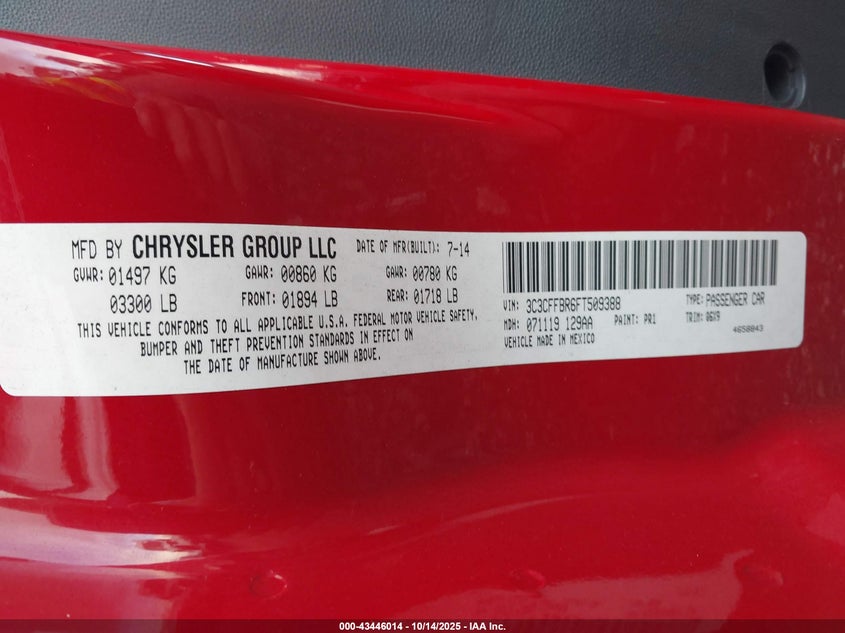 MFD BY CHRYSLER GROUP LLC DATE OF MFR(BUILT): 7-14
GVWR: 01497 KG GAWR: 00860 KG GAWR: 00780 KG
03300 LB FRONT: 01894 LB REAR: 01718 LB
THIS VEHICLE CONFORMS TO ALL APPLICABLE U.S.A. FEDERAL MOTOR VEHICLE SAFETY,
BUMPER AND THEFT PREVENTION STANDARDS IN EFFECT ON
THE DATE OF MANUFACTURE SHOWN ABOVE.
VIN: 3C3CFFBR6FT509388 TYPE: PASSENGER CAR
MDH: 071119 129AA PAINT: PR1 TRIM: 06X9
VEHICLE MADE IN MEXICO 4658843
000-43446014 - 10/14/2025 - IAA Inc.